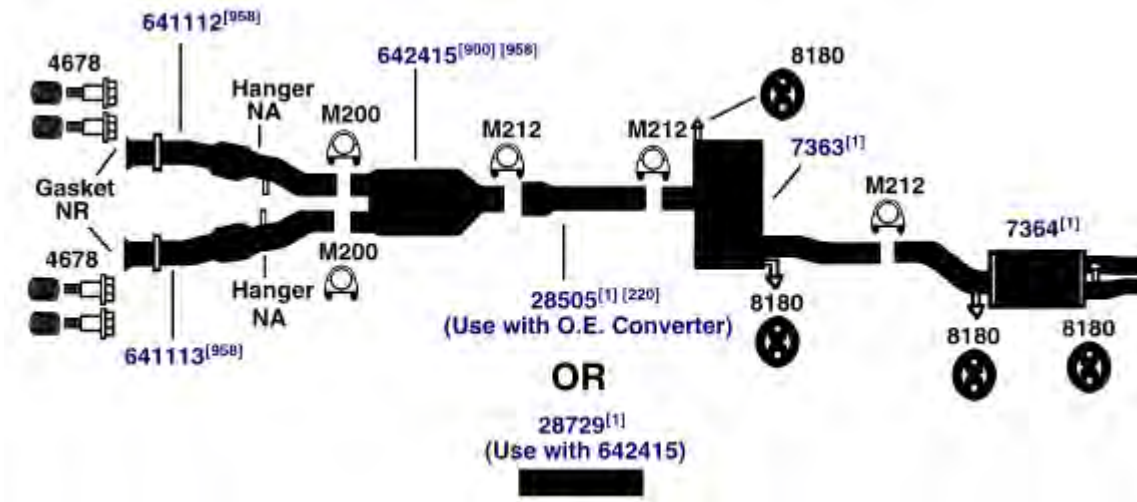 641112[958]
4678
642415[900] [958]
8180
Hanger
NA
M200
M212
M212
7363[1]
Gasket
NR
M212
7364[1]
4678
M200
Hanger
NA
28505[1] [220]
(Use with O.E. Converter)
8180
8180
8180
641113[958]
OR
28729[1]
(Use with 642415)